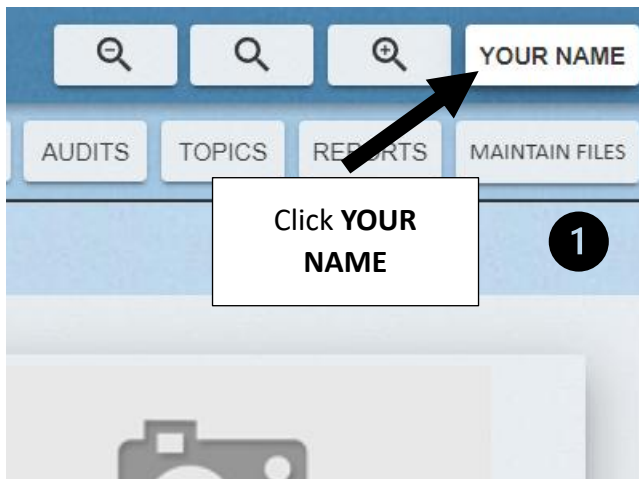 YOUR NAME
AUDITS TOPICS REPORTS MAINTAIN FILES
Click YOUR
NAME
1